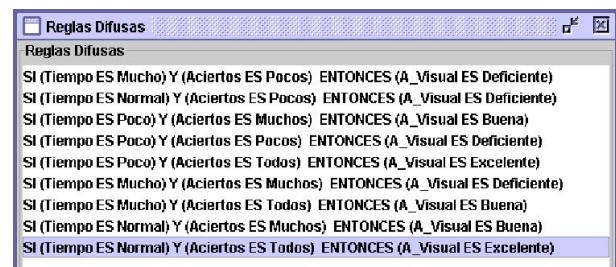 Reglas Difusas
Reglas Difusas
SI (Tiempo ES Mucho) Y (Aciertos ES Pocos) ENTONCES (A_Visual ES Deficiente)
SI (Tiempo ES Normal) Y (Aciertos ES Pocos) ENTONCES (A_Visual ES Deficiente)
SI (Tiempo ES Poco) Y (Aciertos ES Muchos) ENTONCES (A_Visual ES Buena)
SI (Tiempo ES Poco) Y (Aciertos ES Pocos) ENTONCES (A_Visual ES Deficiente)
SI (Tiempo ES Poco) Y (Aciertos ES Todos) ENTONCES (A_Visual ES Excelente)
SI (Tiempo ES Mucho) Y (Aciertos ES Muchos) ENTONCES (A_Visual ES Deficiente)
SI (Tiempo ES Mucho) Y (Aciertos ES Todos) ENTONCES (A_Visual ES Buena)
SI (Tiempo ES Normal) Y (Aciertos ES Muchos) ENTONCES (A_Visual ES Buena)
SI (Tiempo ES Normal) Y (Aciertos ES Todos) ENTONCES (A_Visual ES Excelente)